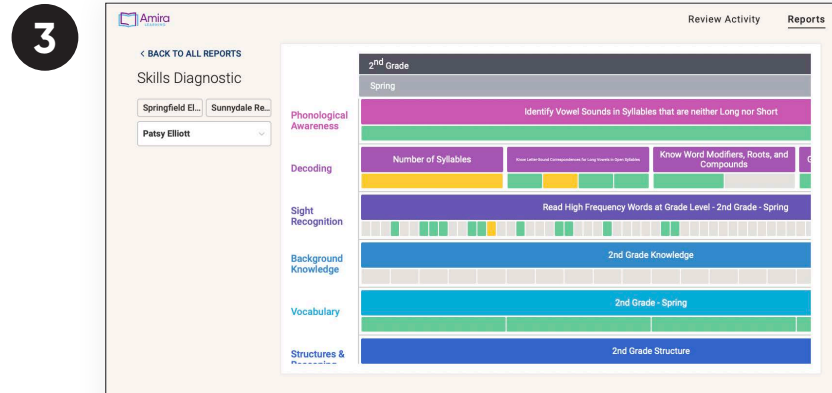 3
Amira
LEARNING
Review Activity
Reports
< BACK TO ALL REPORTS
Skills Diagnostic
Springfield El...
Sunnydale Re...
Patsy Elliott
2nd Grade
Spring
Phonological
Awareness
Identify Vowel Sounds in Syllables that are neither Long nor Short
Decoding
Number of Syllables
Know Letter-Sound Correspondences for Long Vowels in Open Syllables
Know Word Modifiers, Roots, and
Compounds
Sight
Recognition
Read High Frequency Words at Grade Level - 2nd Grade - Spring
Background
Knowledge
2nd Grade Knowledge
Vocabulary
2nd Grade - Spring
Structures &
2nd Grade Structure